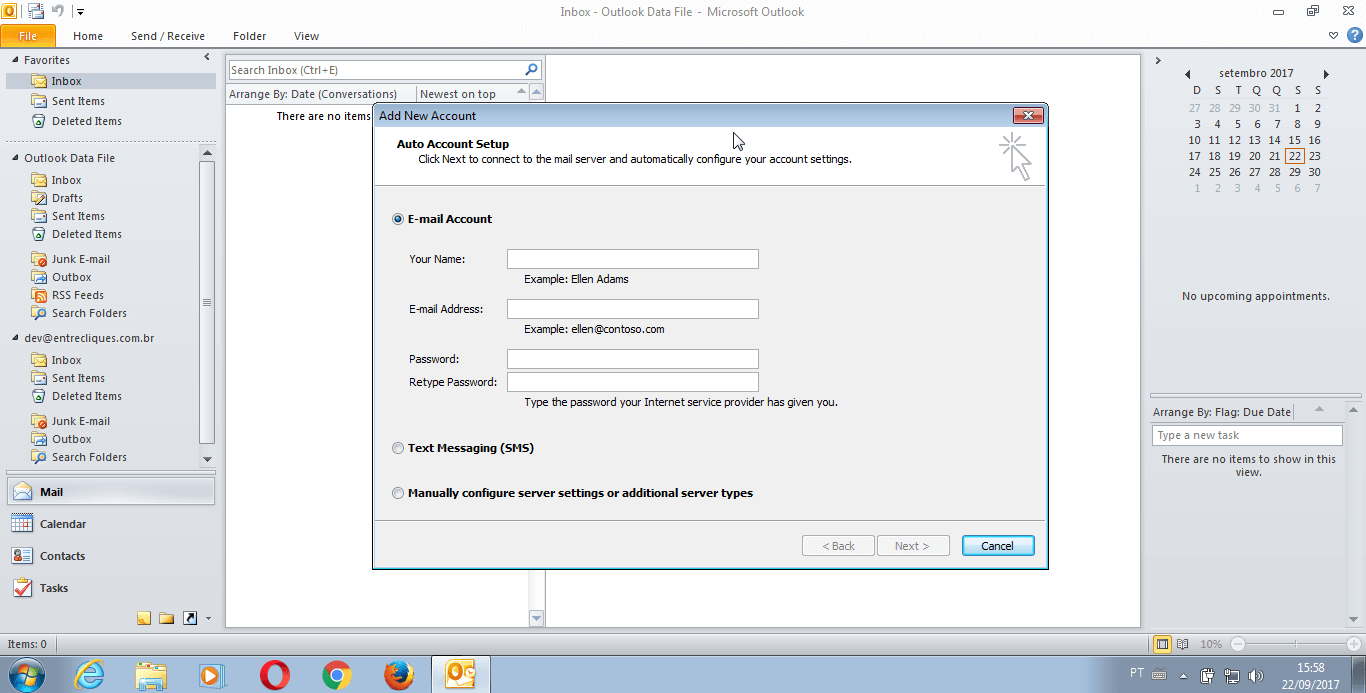 Inbox - Outlook Data File - Microsoft Outlook
File Home Send / Receive Folder View
Favorites
Inbox
Sent Items
Deleted Items
Outlook Data File
Inbox
Drafts
Sent Items
Deleted Items
Junk E-mail
Outbox
RSS Feeds
Search Folders
dev@entrecliques.com.br
Inbox
Sent Items
Deleted Items
Junk E-mail
Outbox
Search Folders
Mail
Calendar
Contacts
Tasks
Search Inbox (Ctrl+E)
Arrange By: Date (Conversations) Newest on top
There are no items
Add New Account
Auto Account Setup
Click Next to connect to the mail server and automatically configure your account settings.
E-mail Account
Your Name:
Example: Ellen Adams
E-mail Address:
Example: ellen@contoso.com
Password:
Retype Password:
Type the password your Internet service provider has given you.
Text Messaging (SMS)
Manually configure server settings or additional server types
< Back Next > Cancel
setembro 2017
D S T Q Q S S
27 28 29 30 31 1 2
3 4 5 6 7 8 9
10 11 12 13 14 15 16
17 18 19 20 21 22 23
24 25 26 27 28 29 30
1 2 3 4 5 6 7
No upcoming appointments.
Arrange By: Flag: Due Date
Type a new task
There are no items to show in this
view.
Items: 0
10%
PT
15:58
22/09/2017